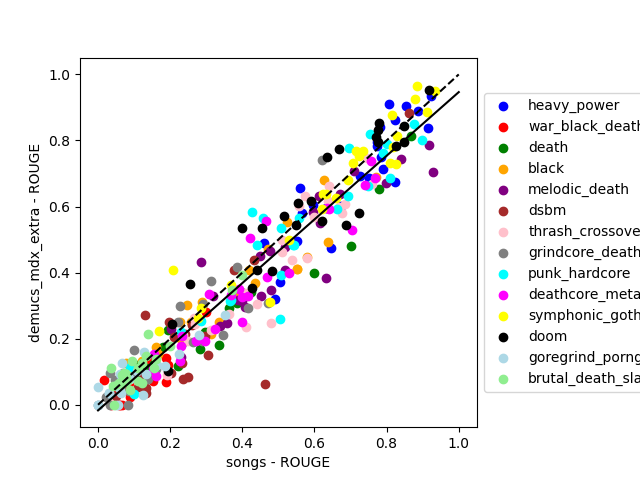 1.0
0.8
0.6
0.4
0.2
0.0
demucs_mdx_extra - ROUGE
0.0 0.2 0.4 0.6 0.8 1.0
songs - ROUGE
heavy_power
war_black_death
death
black
melodic_death
dsbm
thrash_crossove
grindcore_death
punk_hardcore
deathcore_meta
symphonic_goth
doom
goregrind_porng
brutal_death_sla